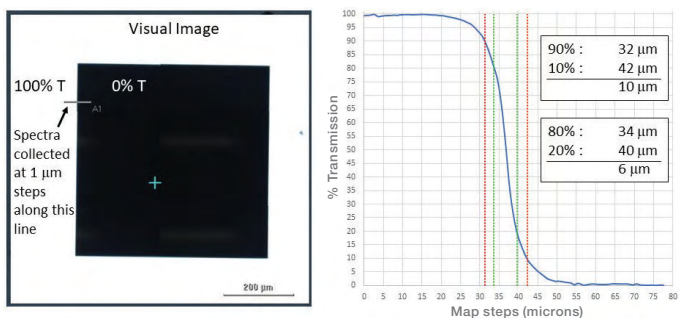 Visual Image
100% T
0% T
A1
Spectra
collected
at 1 µm
steps
along this
line
200 µm
% Transmission
100
95
90
85
80
75
70
65
60
55
50
45
40
35
30
25
20
15
10
5
0
90% : 32 µm
10% : 42 µm
10 µm
80% : 34 µm
20% : 40 µm
6 µm
0 5 10 15 20 25 30 35 40 45 50 55 60 65 70 75 80
Map steps (microns)